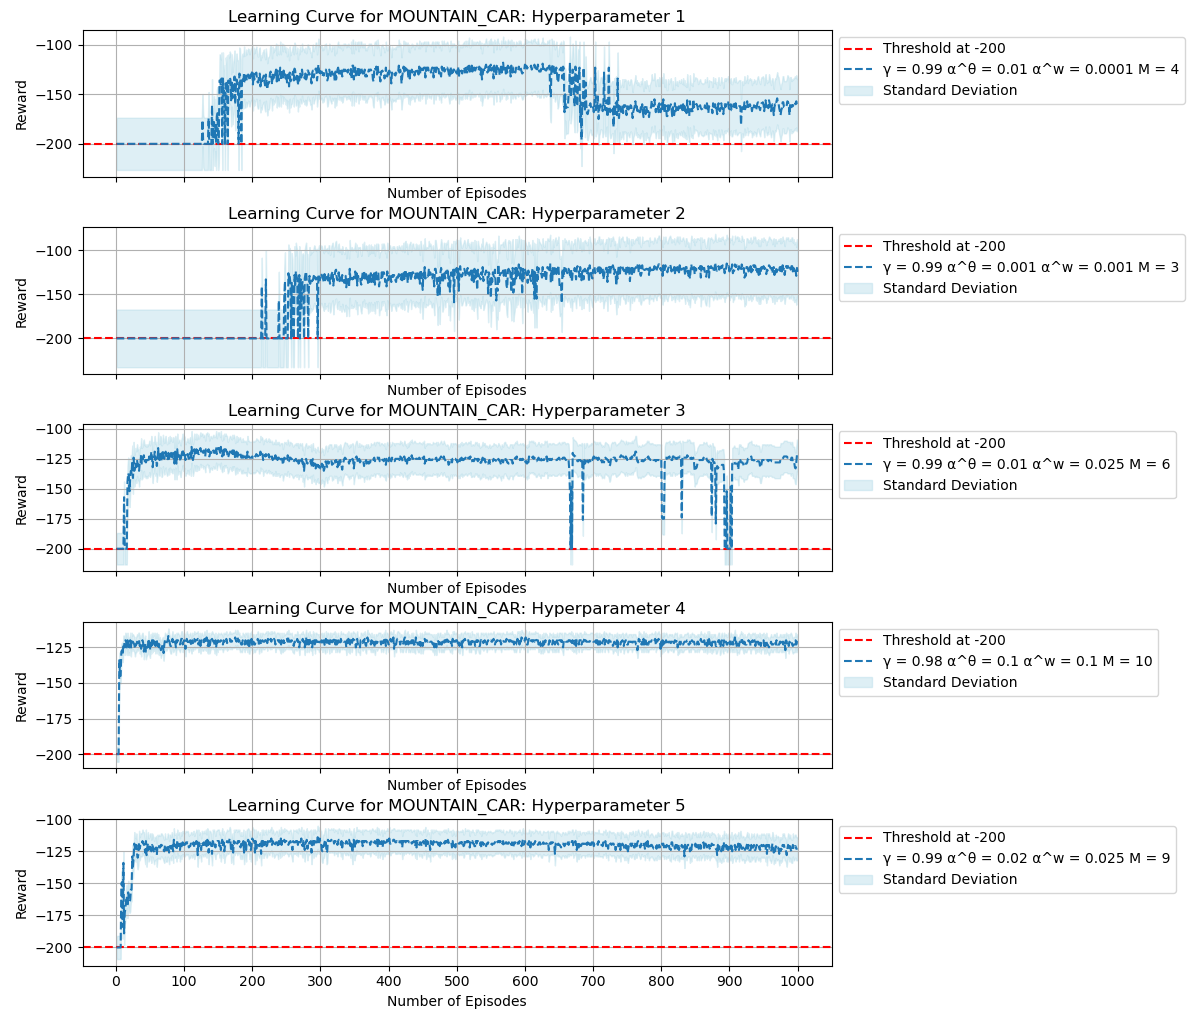 Learning Curve for MOUNTAIN_CAR: Hyperparameter 1
−100
−150
−200
Reward
Number of Episodes
Threshold at -200
γ = 0.99 α^θ = 0.01 α^w = 0.0001 M = 4
Standard Deviation
Learning Curve for MOUNTAIN_CAR: Hyperparameter 2
−100
−150
−200
Reward
Number of Episodes
Threshold at -200
γ = 0.99 α^θ = 0.001 α^w = 0.001 M = 3
Standard Deviation
Learning Curve for MOUNTAIN_CAR: Hyperparameter 3
−100
−125
−150
−175
−200
Reward
Number of Episodes
Threshold at -200
γ = 0.99 α^θ = 0.01 α^w = 0.025 M = 6
Standard Deviation
Learning Curve for MOUNTAIN_CAR: Hyperparameter 4
−125
−150
−175
−200
Reward
Number of Episodes
Threshold at -200
γ = 0.98 α^θ = 0.1 α^w = 0.1 M = 10
Standard Deviation
Learning Curve for MOUNTAIN_CAR: Hyperparameter 5
−100
−125
−150
−175
−200
Reward
0 100 200 300 400 500 600 700 800 900 1000
Number of Episodes
Threshold at -200
γ = 0.99 α^θ = 0.02 α^w = 0.025 M = 9
Standard Deviation